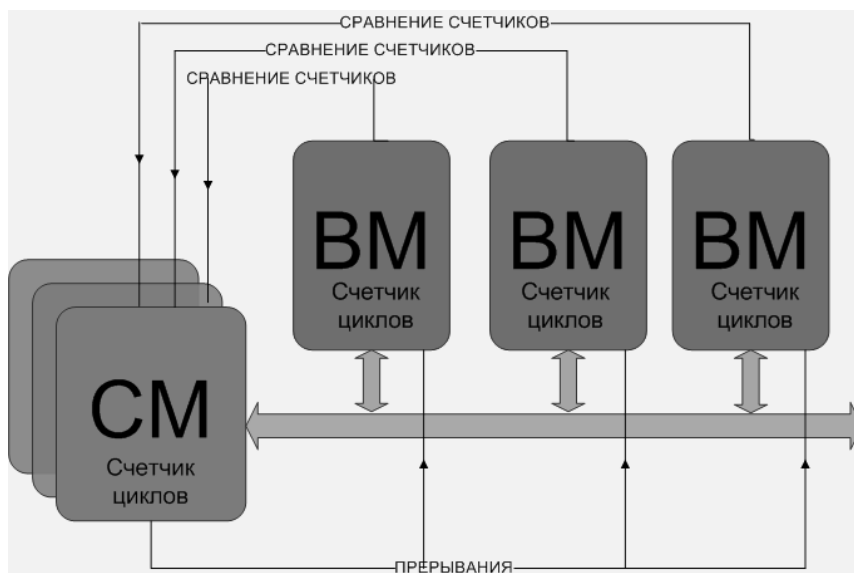 СРАВНЕНИЕ СЧЕТЧИКОВ
СРАВНЕНИЕ СЧЕТЧИКОВ
СРАВНЕНИЕ СЧЕТЧИКОВ
ВМ
Счетчик
циклов
ВМ
Счетчик
циклов
ВМ
Счетчик
циклов
СМ
Счетчик
циклов
ПРЕРЫВАНИЯ